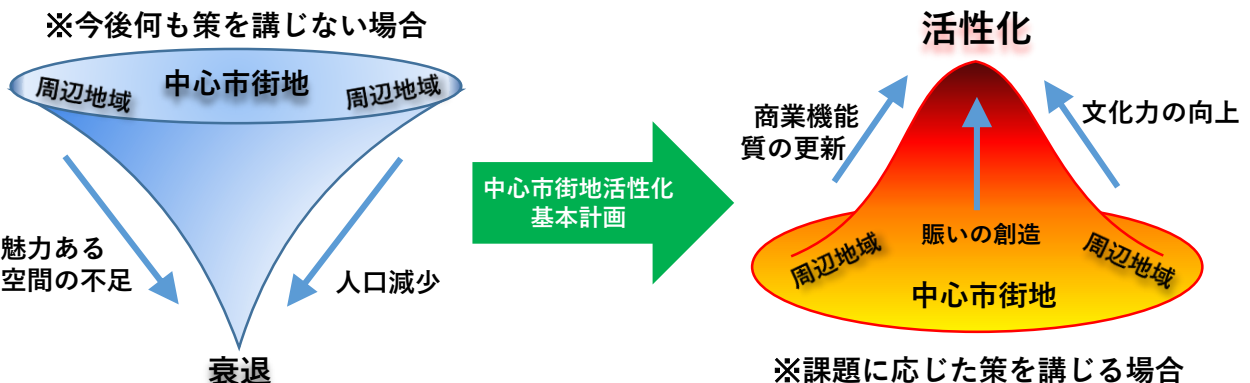 ※今後何も策を講じない場合
中心市街地
周辺地域
周辺地域
魅力ある
空間の不足
人口減少
衰退
中心市街地活性化
基本計画
活性化
商業機能
質の更新
文化力の向上
賑いの創造
周辺地域
周辺地域
中心市街地
※課題に応じた策を講じる場合